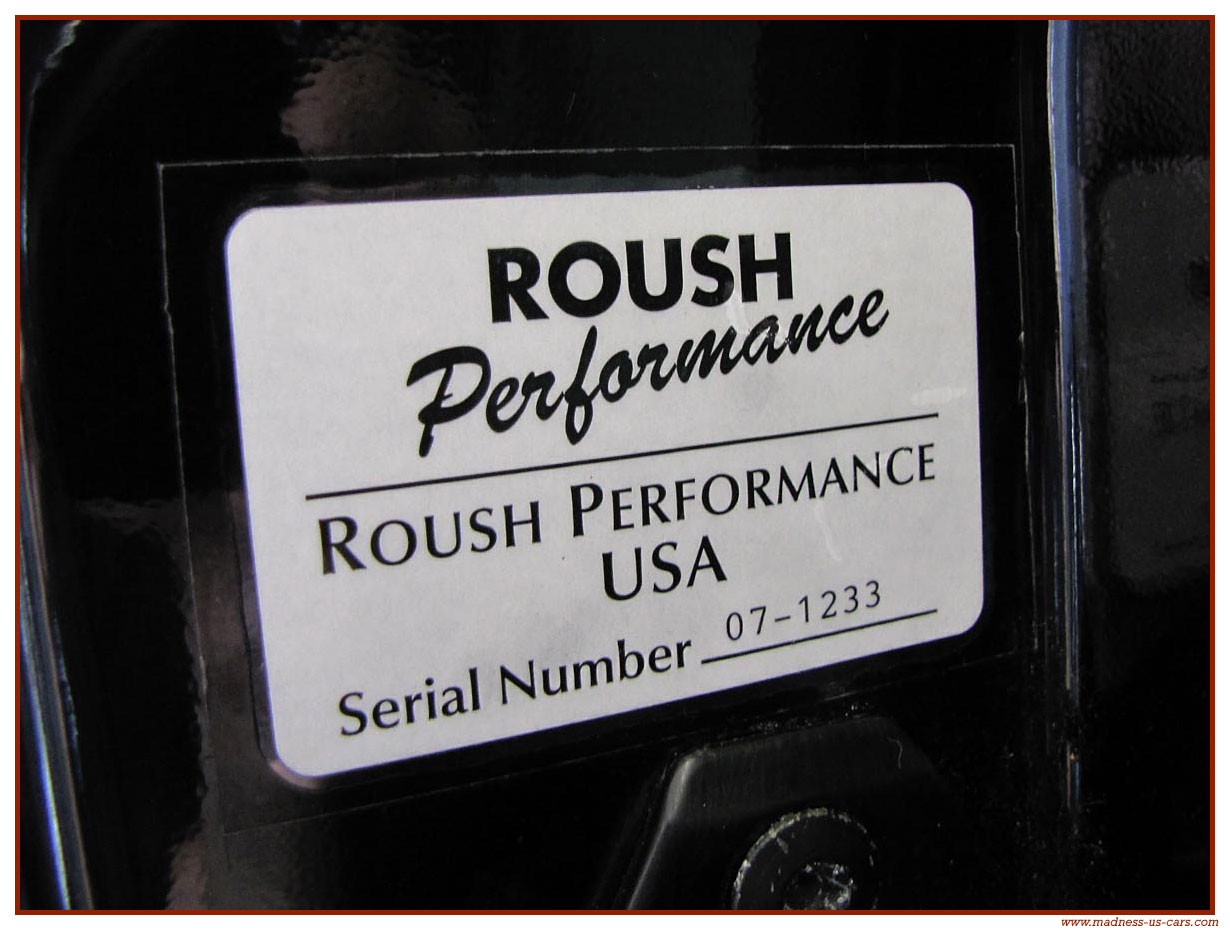 ROUSH
Performance
ROUSH PERFORMANCE
USA
Serial Number 07-1233
www.madness-us-cars.com